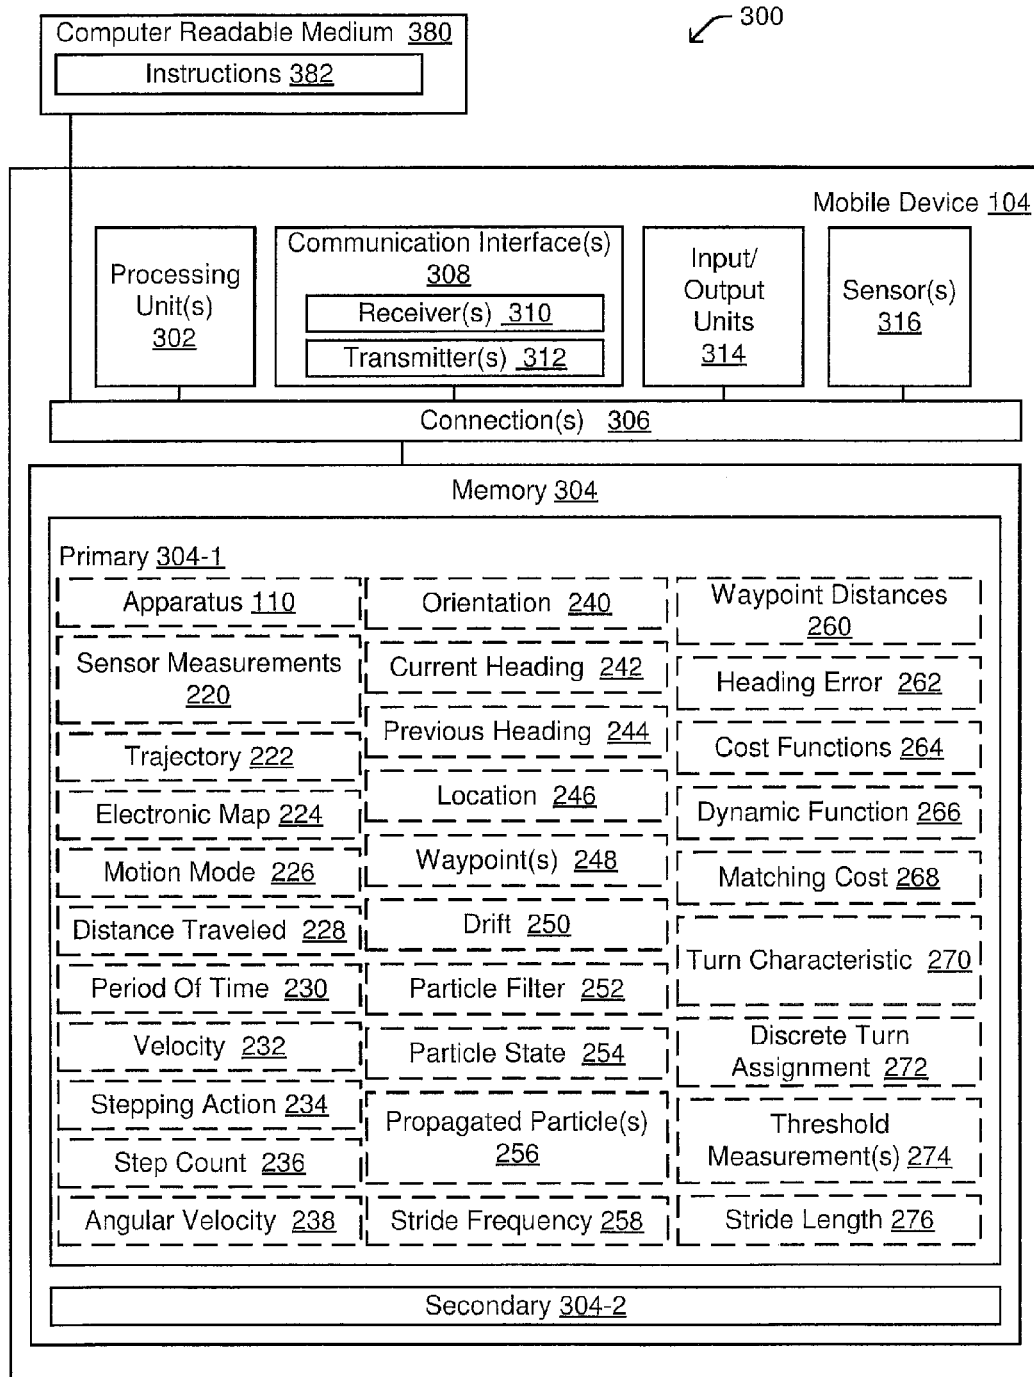 300
Computer Readable Medium 380
Instructions 382
Mobile Device 104
Processing
Unit(s)
302
Communication Interface(s)
308
Receiver(s) 310
Transmitter(s) 312
Input/
Output
Units
314
Sensor(s)
316
Connection(s) 306
Memory 304
Primary 304-1
Apparatus 110
Sensor Measurements
220
Trajectory 222
Electronic Map 224
Motion Mode 226
Distance Traveled 228
Period Of Time 230
Velocity 232
Stepping Action 234
Step Count 236
Angular Velocity 238
Orientation 240
Current Heading 242
Previous Heading 244
Location 246
Waypoint(s) 248
Drift 250
Particle Filter 252
Particle State 254
Propagated Particle(s)
256
Stride Frequency 258
Waypoint Distances
260
Heading Error 262
Cost Functions 264
Dynamic Function 266
Matching Cost 268
Turn Characteristic 270
Discrete Turn
Assignment 272
Threshold
Measurement(s) 274
Stride Length 276
Secondary 304-2